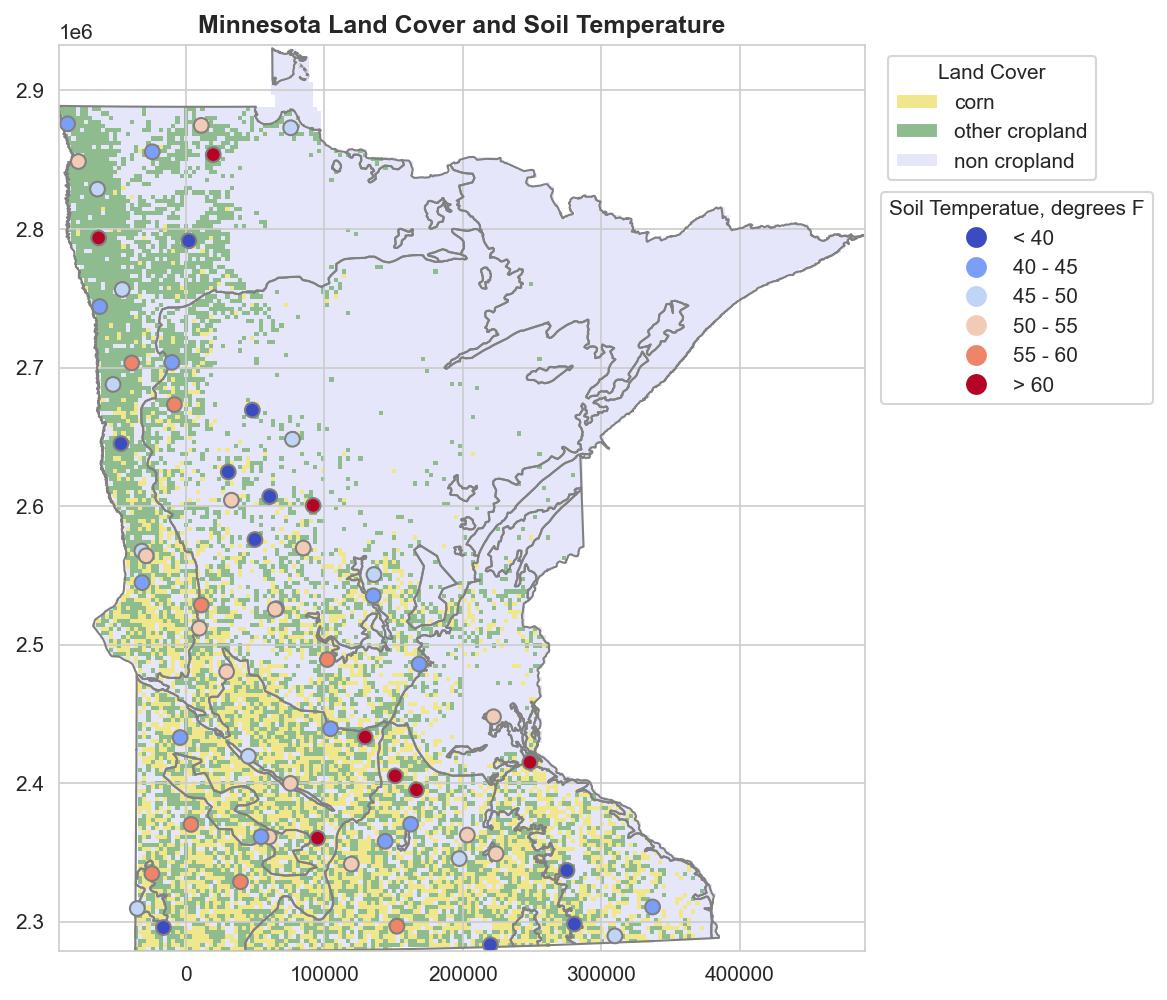 Minnesota Land Cover and Soil Temperature
1e6
2.9
2.8
2.7
2.6
2.5
2.4
2.3
0
100000
200000
300000
400000
Land Cover
corn
other cropland
non cropland
Soil Temperatue, degrees F
< 40
40 - 45
45 - 50
50 - 55
55 - 60
> 60